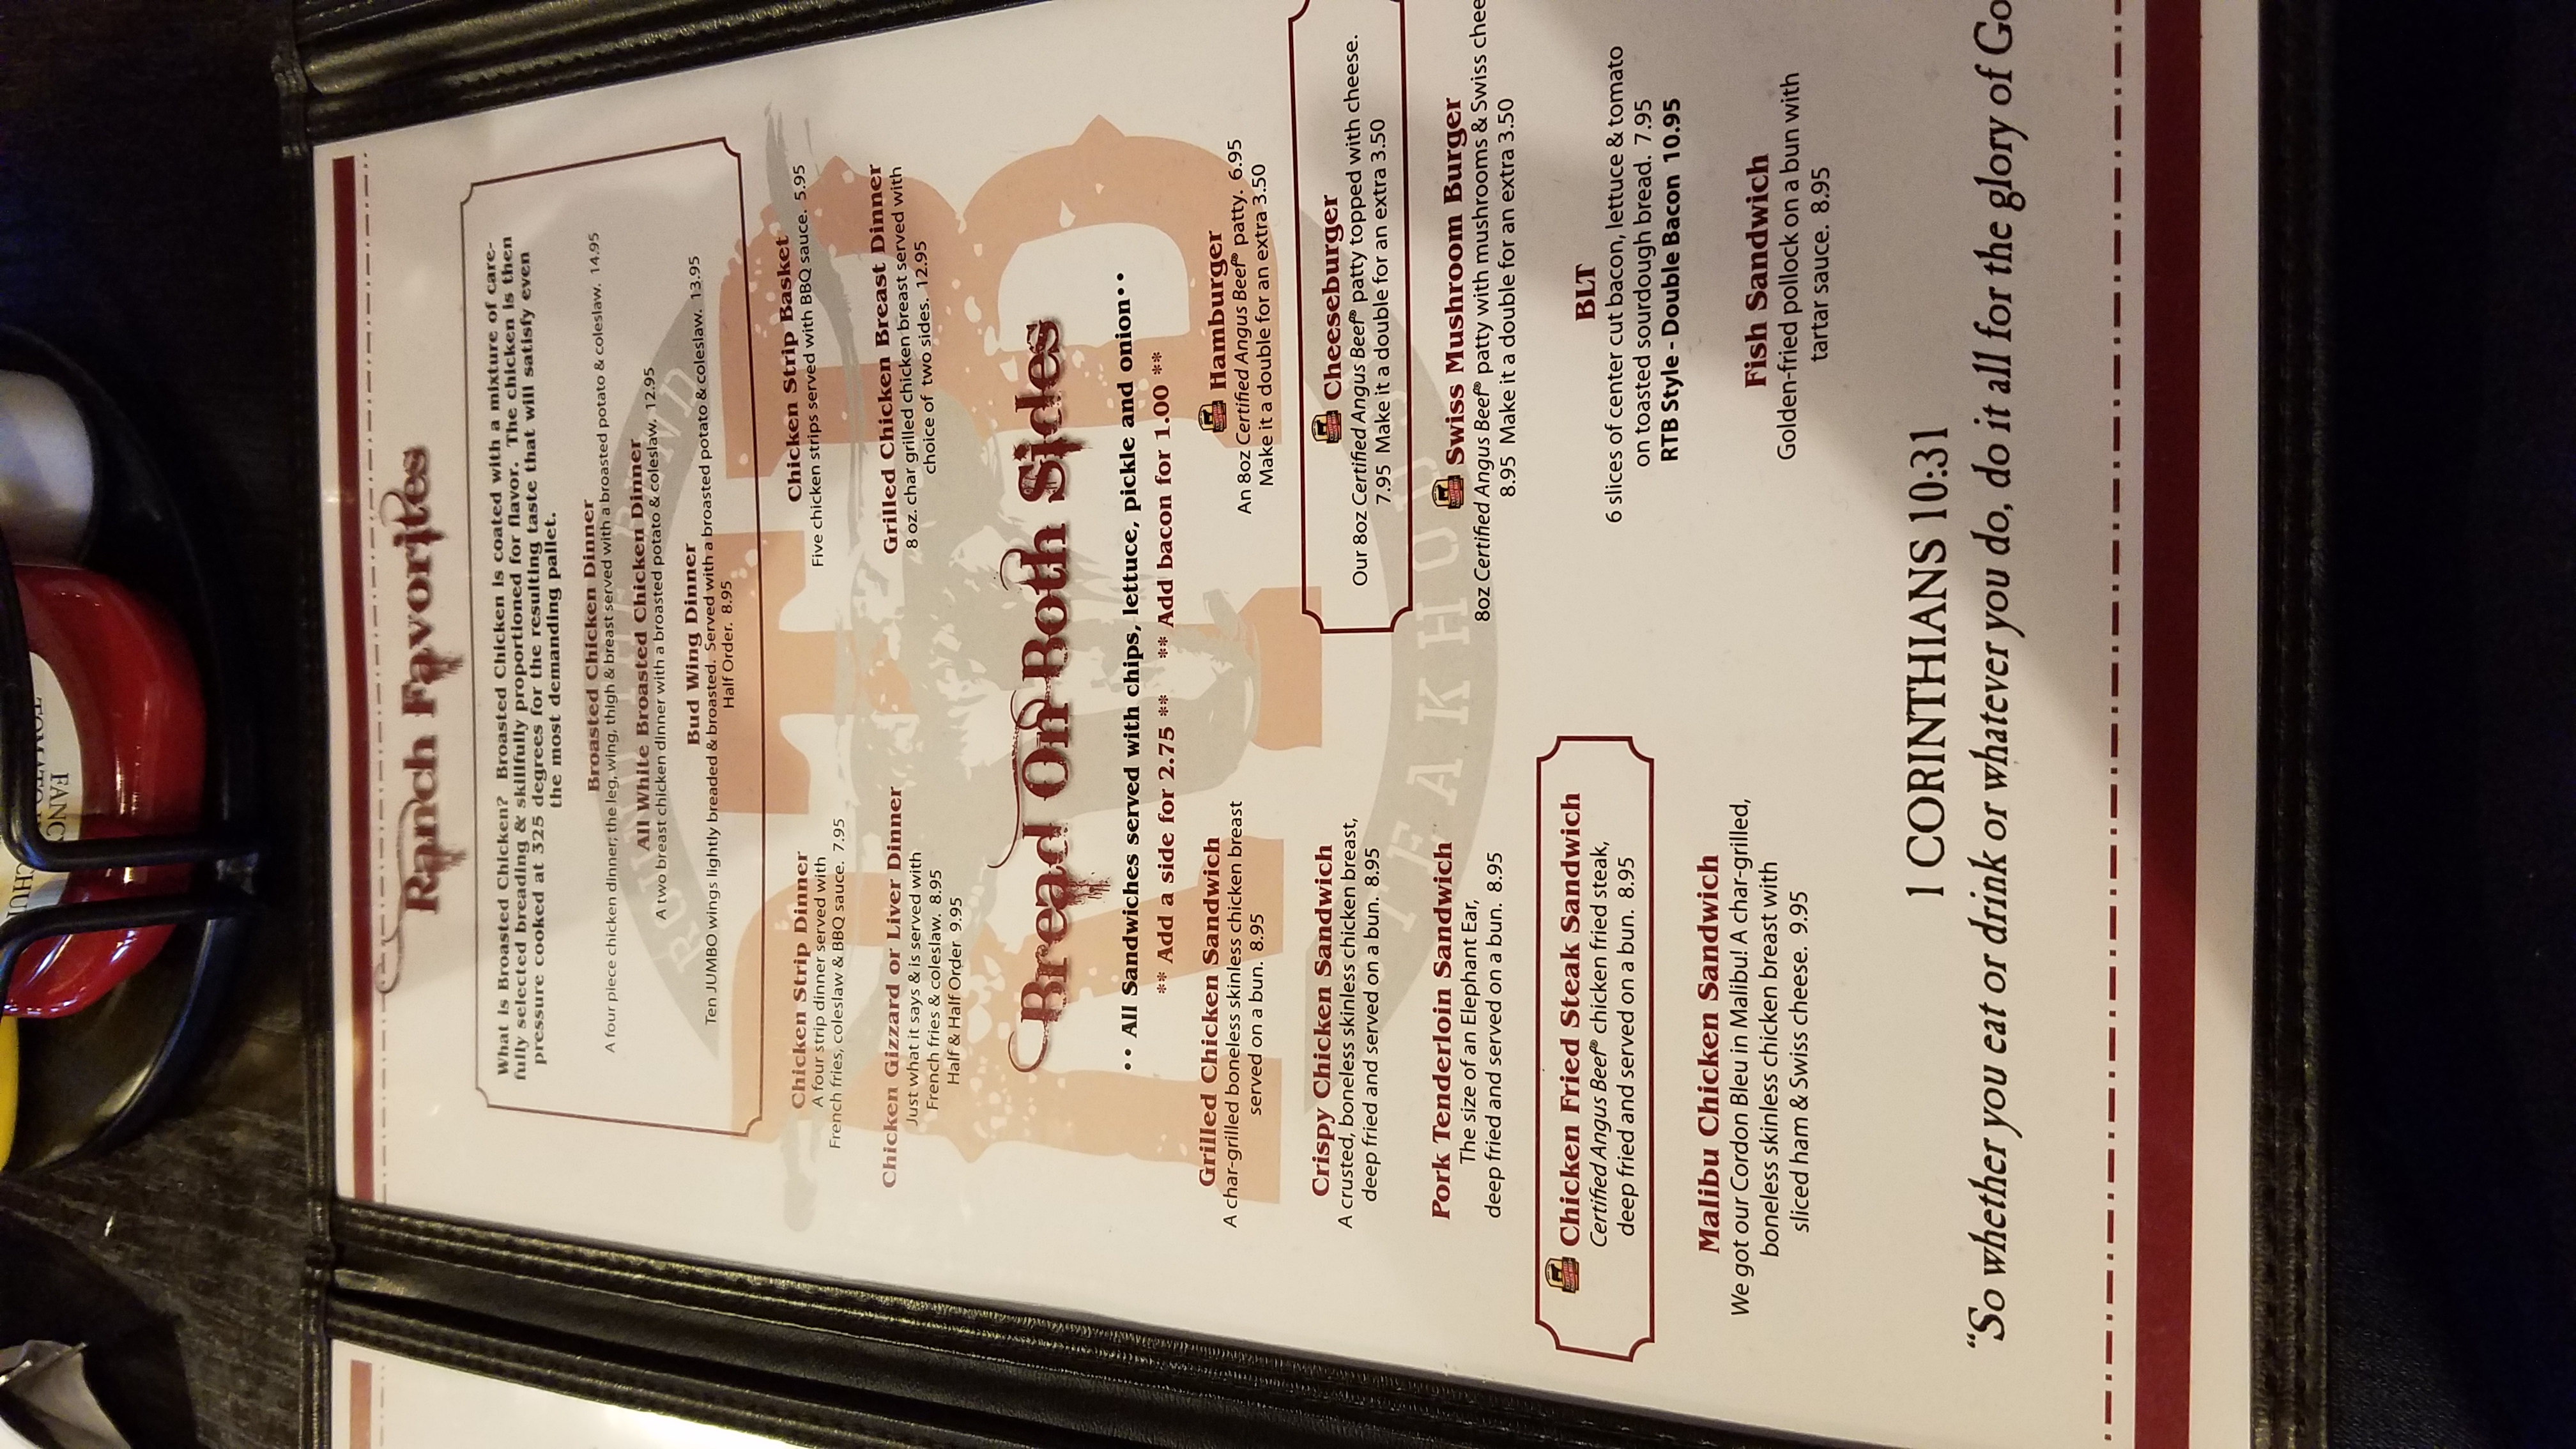 Ranch Favorites
What is Broasted Chicken? Broasted Chicken is coated with a mixture of care-
fully selected breading & skillfully proportioned for flavor. The chicken is then
pressure cooked at 325 degrees for the resulting taste that will satisfy even
the most demanding pallet.
Broasted Chicken Dinner
A four piece chicken dinner; the leg, wing, thigh & breast served with a broasted potato & coleslaw. 14.95
All White Broasted Chicken Dinner
A two breast chicken dinner with a broasted potato & coleslaw. 12.95
Bud Wing Dinner
Ten JUMBO wings lightly breaded & broasted. Served with a broasted potato & coleslaw. 13.95
Half Order. 8.95
Chicken Strip Dinner
A four strip dinner served with
French fries, coleslaw & BBQ sauce. 7.95
Chicken Gizzard or Liver Dinner
Just what it says & is served with
French fries & coleslaw. 8.95
Half & Half Order 9.95
Chicken Strip Basket
Five chicken strips served with BBQ sauce. 5.95
Grilled Chicken Breast Dinner
8 oz. char grilled chicken breast served with
choice of two sides. 12.95
Bread On Both Sides
•• All Sandwiches served with chips, lettuce, pickle and onion••
** Add a side for 2.75 ** ** Add bacon for 1.00 **
Grilled Chicken Sandwich
A char-grilled boneless skinless chicken breast
served on a bun. 8.95
Crispy Chicken Sandwich
A crusted, boneless skinless chicken breast,
deep fried and served on a bun. 8.95
Pork Tenderloin Sandwich
The size of an Elephant Ear,
deep fried and served on a bun. 8.95
Chicken Fried Steak Sandwich
Certified Angus Beef® chicken fried steak,
deep fried and served on a bun. 8.95
Malibu Chicken Sandwich
We got our Cordon Bleu in Malibu! A char-grilled,
boneless skinless chicken breast with
sliced ham & Swiss cheese. 9.95
Hamburger
An 8oz Certified Angus Beef® patty. 6.95
Make it a double for an extra 3.50
Cheeseburger
Our 8oz Certified Angus Beef® patty topped with cheese.
7.95 Make it a double for an extra 3.50
Swiss Mushroom Burger
8oz Certified Angus Beef® patty with mushrooms & Swiss chee
8.95 Make it a double for an extra 3.50
BLT
6 slices of center cut bacon, lettuce & tomato
on toasted sourdough bread. 7.95
RTB Style - Double Bacon 10.95
Fish Sandwich
Golden-fried pollock on a bun with
tartar sauce. 8.95
1 CORINTHIANS 10:31
“So whether you eat or drink or whatever you do, do it all for the glory of Go
FANC